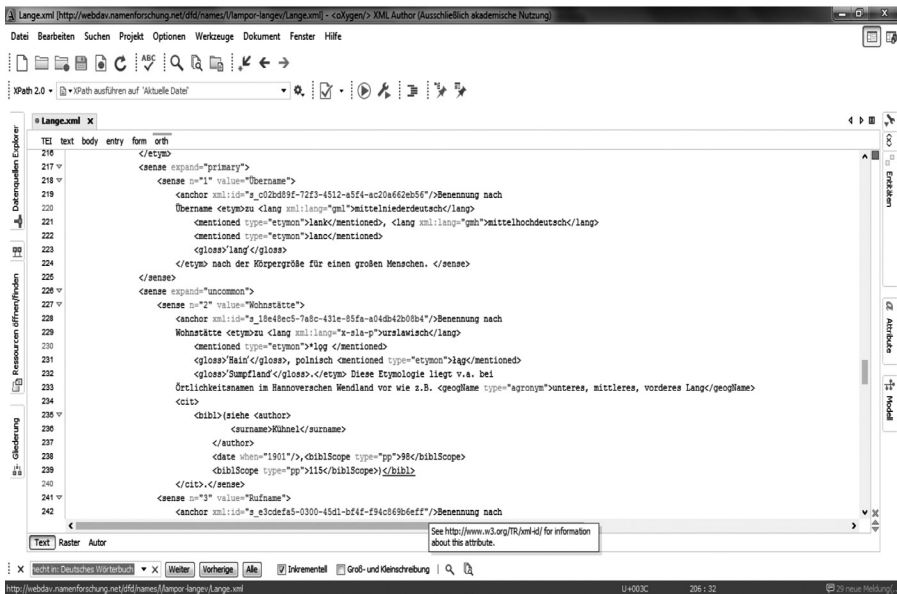 Lange.xml [http://webdav.namenforschung.net/dfd/names/l/lampor-langev/Lange.xml] - <oXygen/> XML Author (Ausschließlich akademische Nutzung)
Datei Bearbeiten Suchen Projekt Optionen Werkzeuge Dokument Fenster Hilfe
XPath 2.0 XPath ausführen auf 'Aktuelle Datei'
Lange.xml X
TEI text body entry form orth
216 </etym>
217 <sense expand="primary">
218 <sense n="1" value="Übername">
219 <anchor xml:id="s_c02bd89f-72f3-4512-a5f4-ac20a662eb56"/>Benennung nach
220 Übername <etym>zu <lang xml:lang="gml">mittelniederdeutsch</lang>
221 <mentioned type="etymon">lank</mentioned>, <lang xml:lang="gmh">mittelhochdeutsch</lang>
222 <mentioned type="etymon">lanc</mentioned>
223 <gloss>'lang'</gloss>
224 </etym> nach der Körpergröße für einen großen Menschen. </sense>
225 </sense>
226 <sense expand="uncommon">
227 <sense n="2" value="Wohnstätte">
228 <anchor xml:id="s_18e48ec5-7a8c-431e-85fa-a04db42b08b4"/>Benennung nach
229 Wohnstätte <etym>zu <lang xml:lang="x-sla-p">urslawisch</lang>
230 <mentioned type="etymon">*lǫg </mentioned>
231 <gloss>'Hain'</gloss>, polnisch <mentioned type="etymon">łąg</mentioned>
232 <gloss>'Sumpfland'</gloss>.</etym> Diese Etymologie liegt v.a. bei
233 Örtlichkeitsnamen im Hannoverschen Wendland vor wie z.B. <geogName type="agronym">unteres, mittleres, vorderes Lang</geogName>
234 <cit>
235 <bibl>(siehe <author>
236 <surname>Kühnel</surname>
237 </author>
238 <date when="1901"/>,<biblScope type="pp">98</biblScope>
239 <biblScope type="pp">115</biblScope>)</bibl>
240 </cit>.</sense>
241 <sense n="3" value="Rufname">
242 <anchor xml:id="s_e3cdefa5-0300-45d1-bf4f-f94c869b6eff"/>Benennung nach
See http://www.w3.org/TR/xml-id/ for information
about this attribute.
Datenquellen Explorer
Ressourcen öffnen/finden
Gliederung
Entitäten
Attribute
Modell
Text Raster Autor
hecht in: Deutsches Wörterbuch Weiter Vorherige Alle Inkrementell Groß- und Kleinschreibung
http://webdav.namenforschung.net/dfd/names/l/lampor-langev/Lange.xml U+003C 206 : 32 29 neue Meldung(